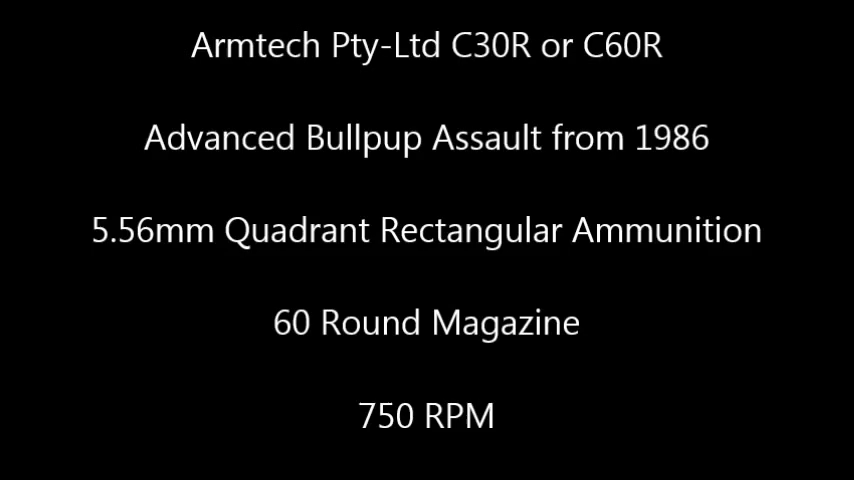 Armtech Pty-Ltd C30R or C60R
Advanced Bullpup Assault from 1986
5.56mm Quadrant Rectangular Ammunition
60 Round Magazine
750 RPM